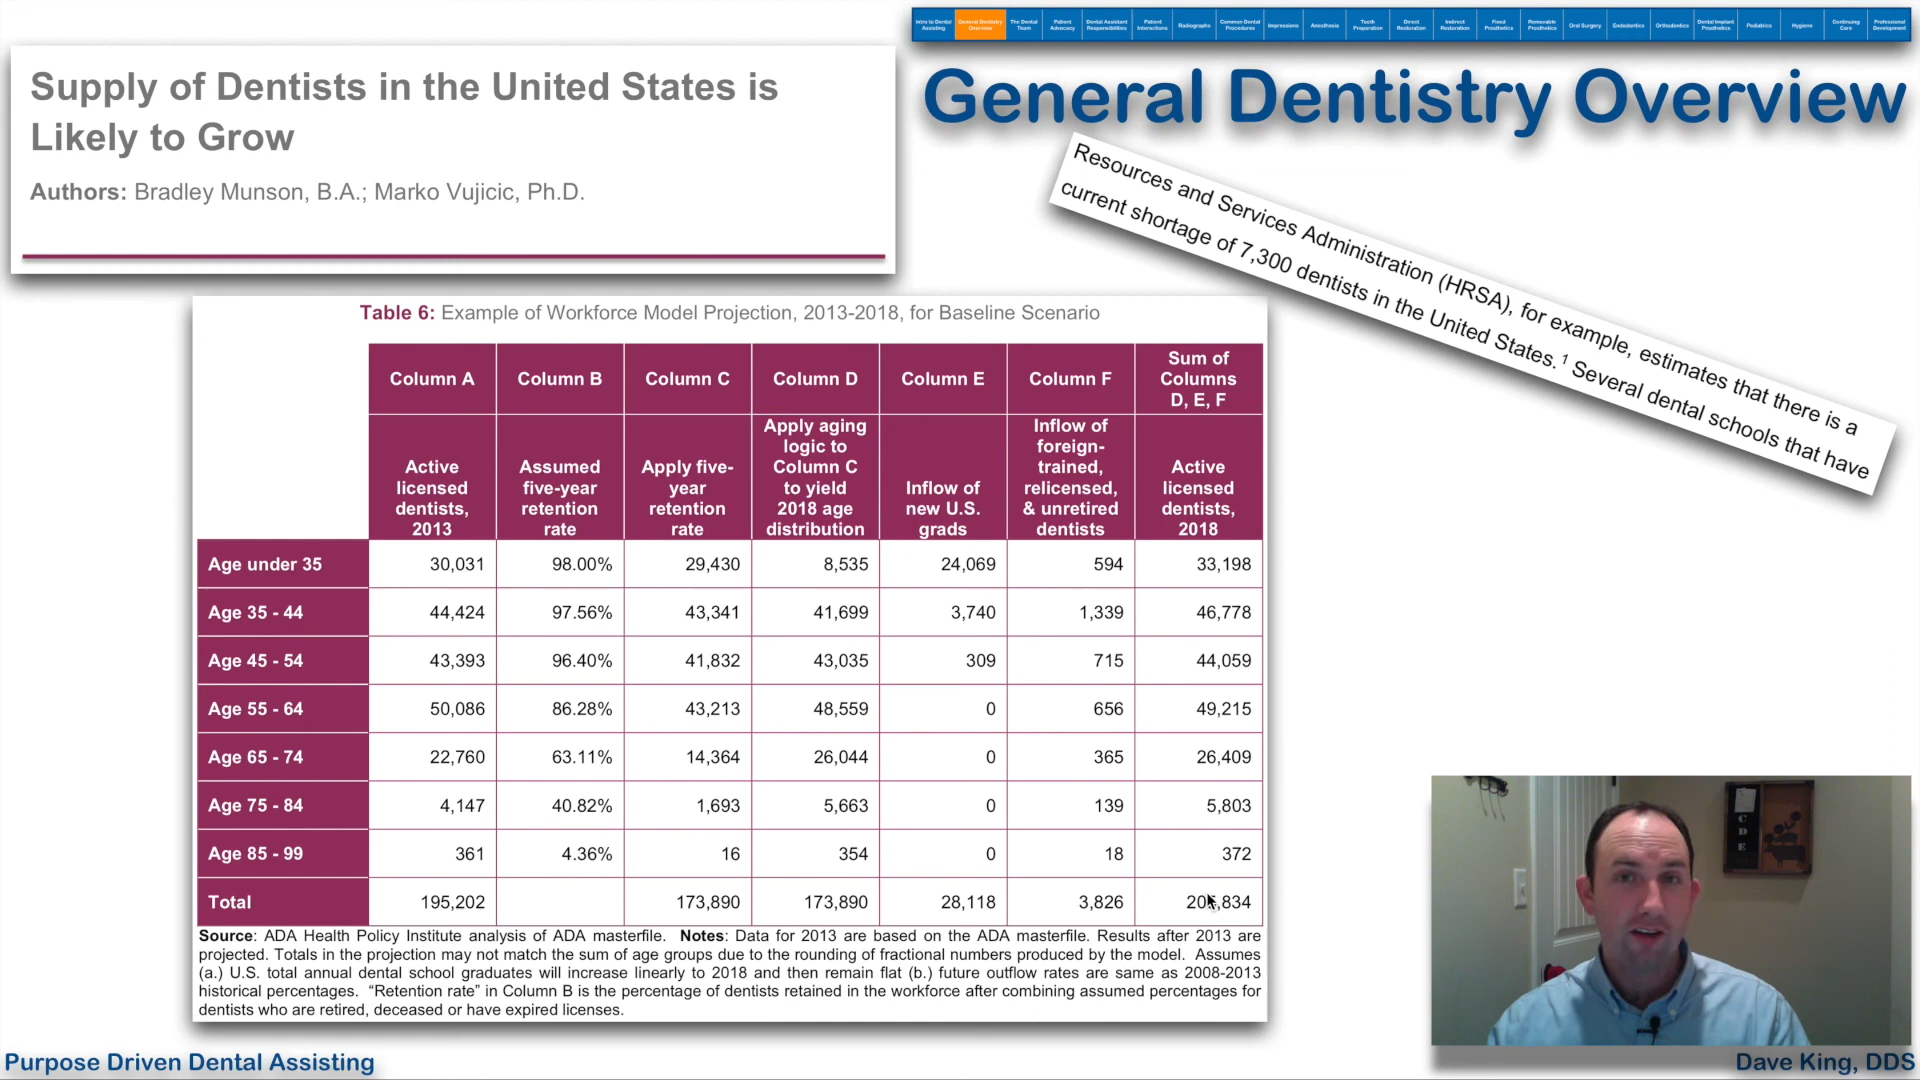 Intro to Dental Assisting
General Dentistry Overview
The Dental Team
Patient Advocacy
Dental Assistant Responsibilities
Patient Interactions
Radiographs
Common Dental Procedures
Impressions
Anesthesia
Tooth Preparation
Direct Restoration
Indirect Restoration
Fixed Prosthetics
Removable Prosthetics
Oral Surgery
Endodontics
Orthodontics
Dental Implant Prosthetics
Pediatrics
Hygiene
Continuing Care
Professional Development
Supply of Dentists in the United States is
Likely to Grow
Authors: Bradley Munson, B.A.; Marko Vujicic, Ph.D.
General Dentistry Overview
Resources and Services Administration (HRSA), for example, estimates that there is a
current shortage of 7,300 dentists in the United States.¹ Several dental schools that have
Table 6: Example of Workforce Model Projection, 2013-2018, for Baseline Scenario
Column A Column B Column C Column D Column E Column F Sum of Columns D, E, F
Active licensed dentists, 2013 Assumed five-year retention rate Apply five-year retention rate Apply aging logic to Column C to yield 2018 age distribution Inflow of new U.S. grads Inflow of foreign-trained, relicensed, & unretired dentists Active licensed dentists, 2018
Age under 35 30,031 98.00% 29,430 8,535 24,069 594 33,198
Age 35 - 44 44,424 97.56% 43,341 41,699 3,740 1,339 46,778
Age 45 - 54 43,393 96.40% 41,832 43,035 309 715 44,059
Age 55 - 64 50,086 86.28% 43,213 48,559 0 656 49,215
Age 65 - 74 22,760 63.11% 14,364 26,044 0 365 26,409
Age 75 - 84 4,147 40.82% 1,693 5,663 0 139 5,803
Age 85 - 99 361 4.36% 16 354 0 18 372
Total 195,202 173,890 173,890 28,118 3,826
Source: ADA Health Policy Institute analysis of ADA masterfile. Notes: Data for 2013 are based on the ADA masterfile. Results after 2013 are
projected. Totals in the projection may not match the sum of age groups due to the rounding of fractional numbers produced by the model. Assumes
(a.) U.S. total annual dental school graduates will increase linearly to 2018 and then remain flat (b.) future outflow rates are same as 2008-2013
historical percentages. “Retention rate” in Column B is the percentage of dentists retained in the workforce after combining assumed percentages for
dentists who are retired, deceased or have expired licenses.
C
D
E
Purpose Driven Dental Assisting
Dave King, DDS